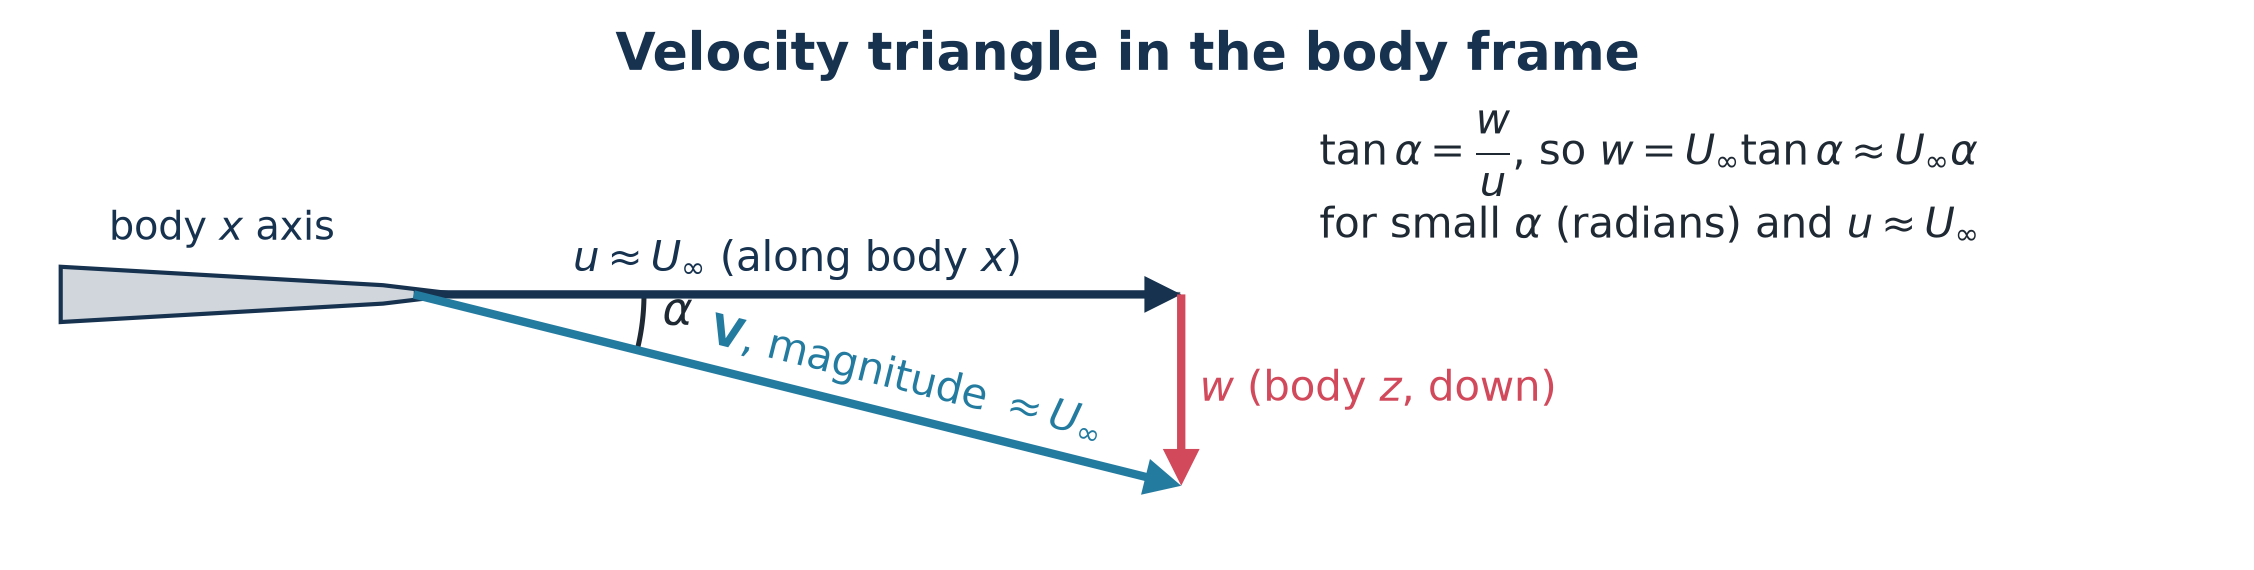 Velocity triangle in the body frame
tan α = w/u, so w = U∞ tan α ≈ U∞α
for small α (radians) and u ≈ U∞
body x axis
u ≈ U∞ (along body x)
α
V, magnitude ≈ U∞
w (body z, down)